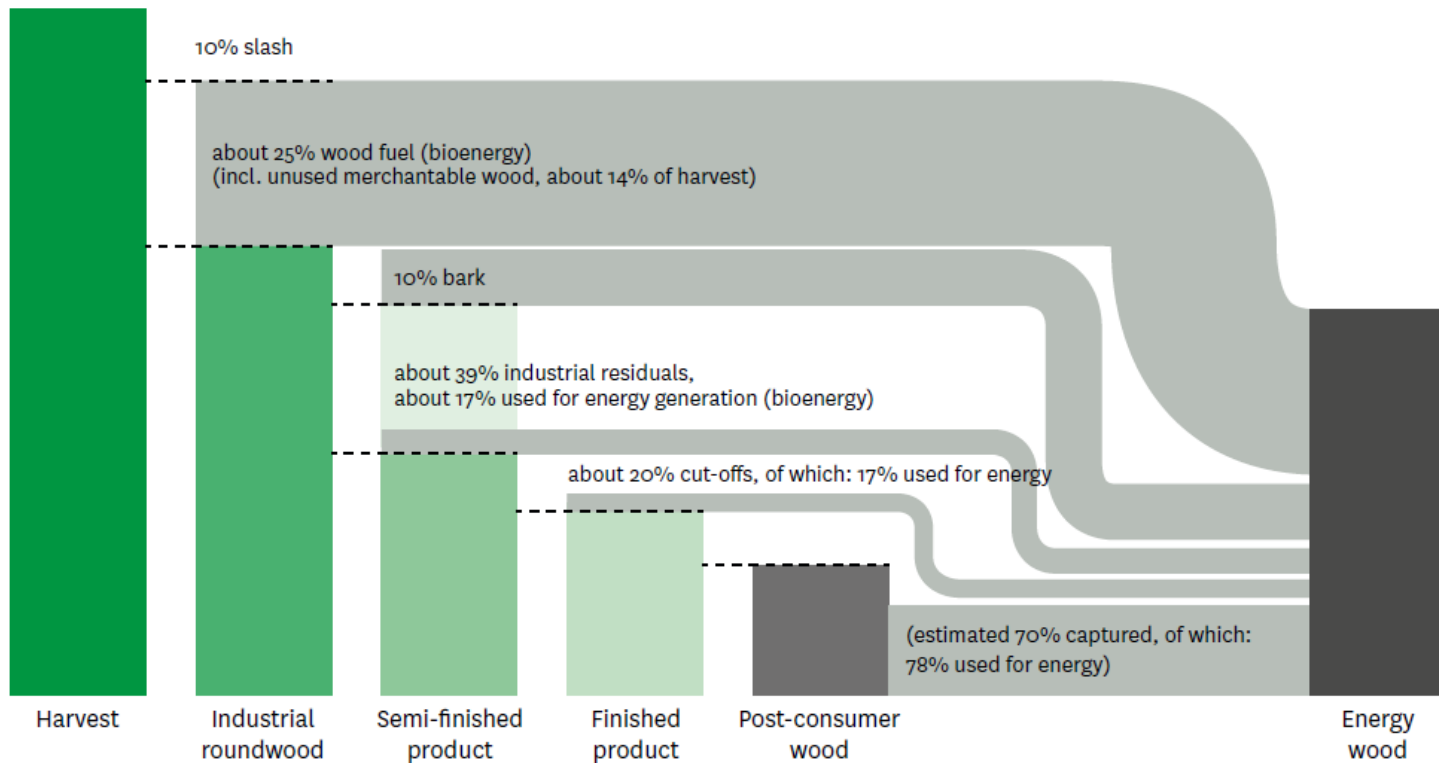 10% slash
about 25% wood fuel (bioenergy)
(incl. unused merchantable wood, about 14% of harvest)
10% bark
about 39% industrial residuals,
about 17% used for energy generation (bioenergy)
about 20% cut-offs, of which: 17% used for energy
(estimated 70% captured, of which:
78% used for energy)
Harvest
Industrial
roundwood
Semi-finished
product
Finished
product
Post-consumer
wood
Energy
wood